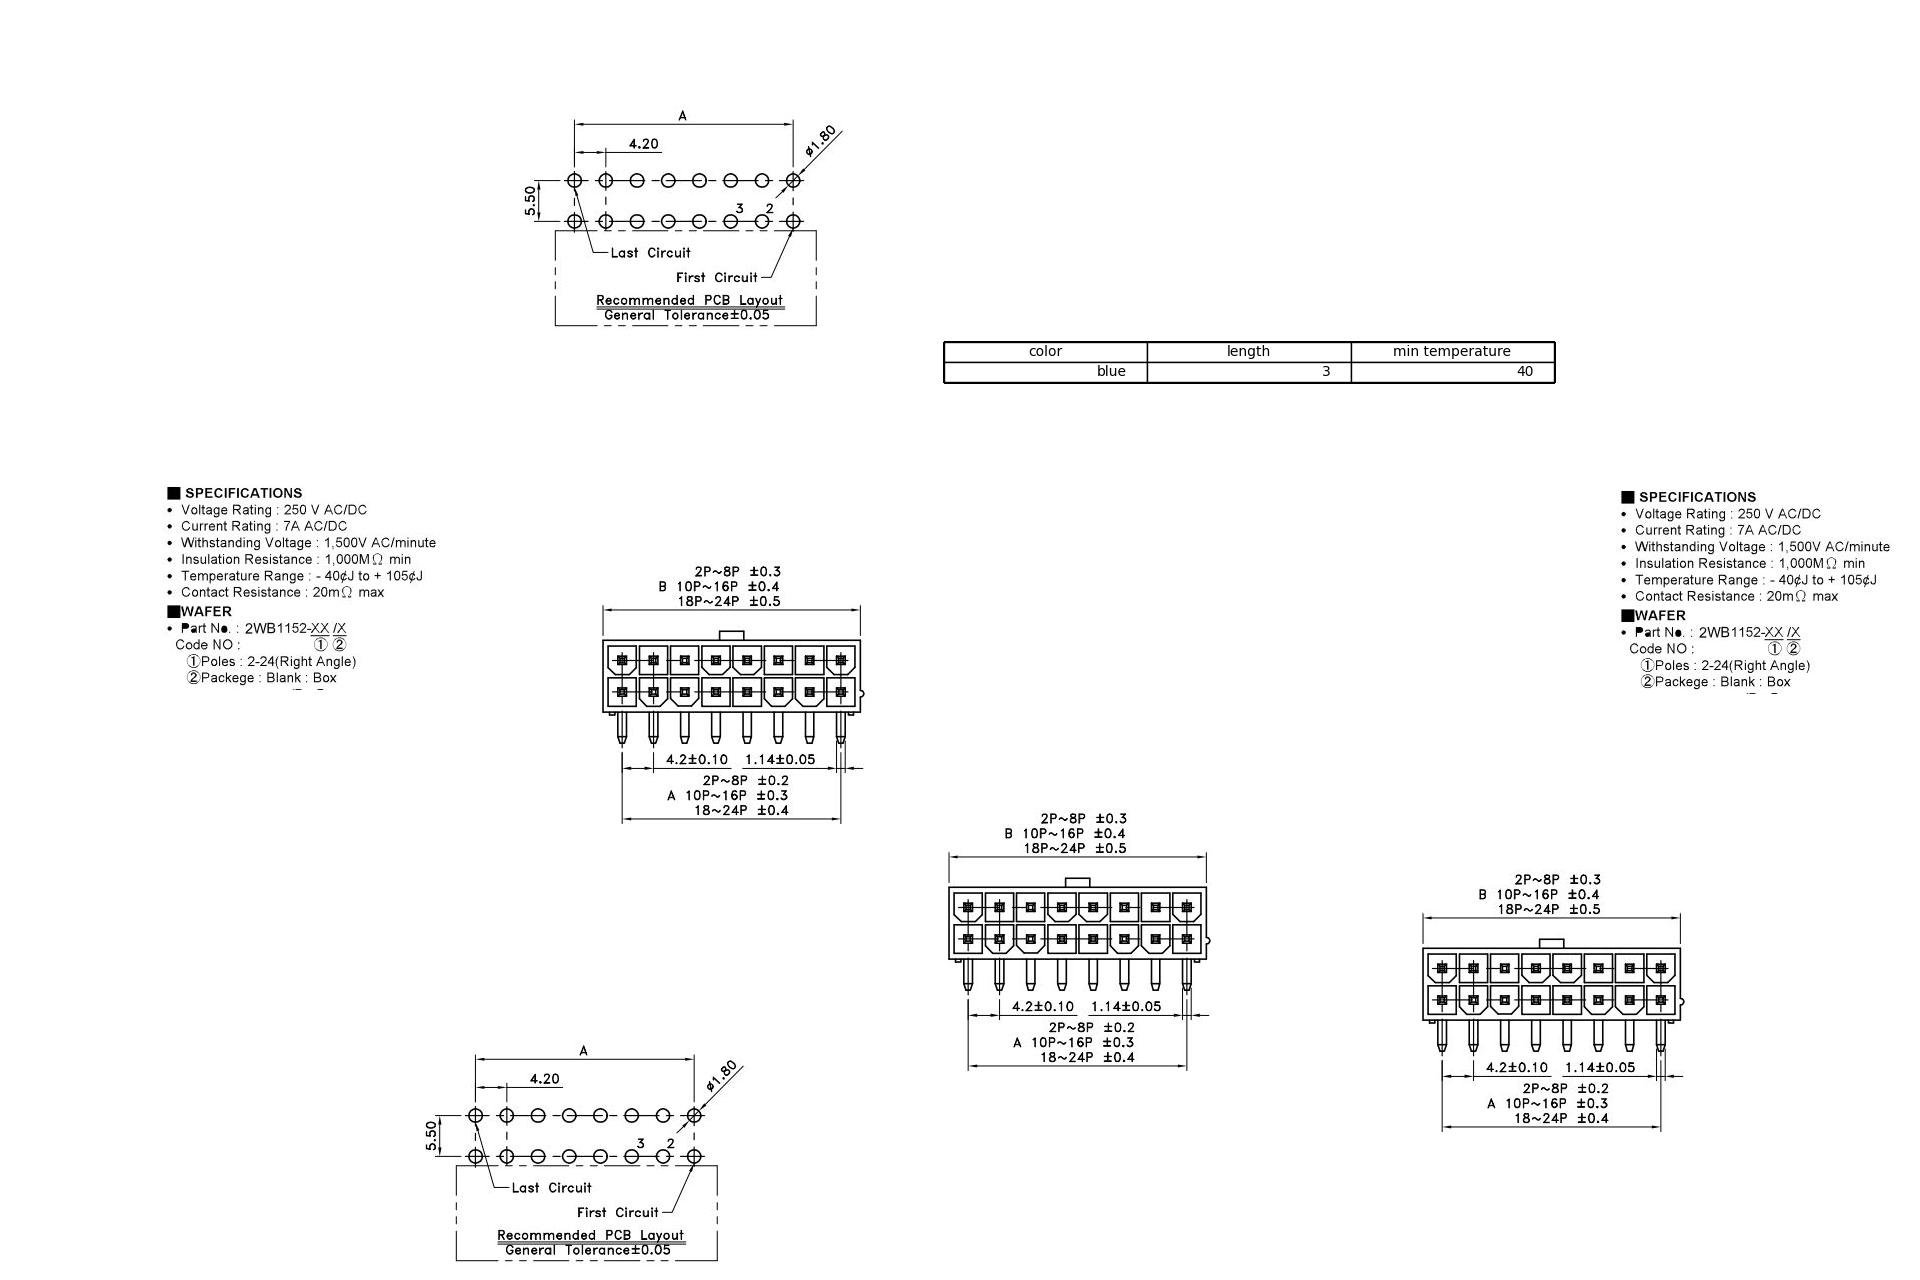 A
4.20
ø1.80
5.50
3 2
Last Circuit
First Circuit
Recommended PCB Layout
General Tolerance±0.05
color length min temperature
blue 3 40
■ SPECIFICATIONS
• Voltage Rating : 250 V AC/DC
• Current Rating : 7A AC/DC
• Withstanding Voltage : 1,500V AC/minute
• Insulation Resistance : 1,000MΩ min
• Temperature Range : - 40¢J to + 105¢J
• Contact Resistance : 20mΩ max
■WAFER
• Part No. : 2WB1152-XX /X
Code NO : ① ②
①Poles : 2-24(Right Angle)
②Packege : Blank : Box
■ SPECIFICATIONS
• Voltage Rating : 250 V AC/DC
• Current Rating : 7A AC/DC
• Withstanding Voltage : 1,500V AC/minute
• Insulation Resistance : 1,000MΩ min
• Temperature Range : - 40¢J to + 105¢J
• Contact Resistance : 20mΩ max
■WAFER
• Part No. : 2WB1152-XX /X
Code NO : ① ②
①Poles : 2-24(Right Angle)
②Packege : Blank : Box
2P~8P ±0.3
B 10P~16P ±0.4
18P~24P ±0.5
4.2±0.10 1.14±0.05
2P~8P ±0.2
A 10P~16P ±0.3
18~24P ±0.4
2P~8P ±0.3
B 10P~16P ±0.4
18P~24P ±0.5
4.2±0.10 1.14±0.05
2P~8P ±0.2
A 10P~16P ±0.3
18~24P ±0.4
2P~8P ±0.3
B 10P~16P ±0.4
18P~24P ±0.5
4.2±0.10 1.14±0.05
2P~8P ±0.2
A 10P~16P ±0.3
18~24P ±0.4
A
4.20
ø1.80
5.50
3 2
Last Circuit
First Circuit
Recommended PCB Layout
General Tolerance±0.05